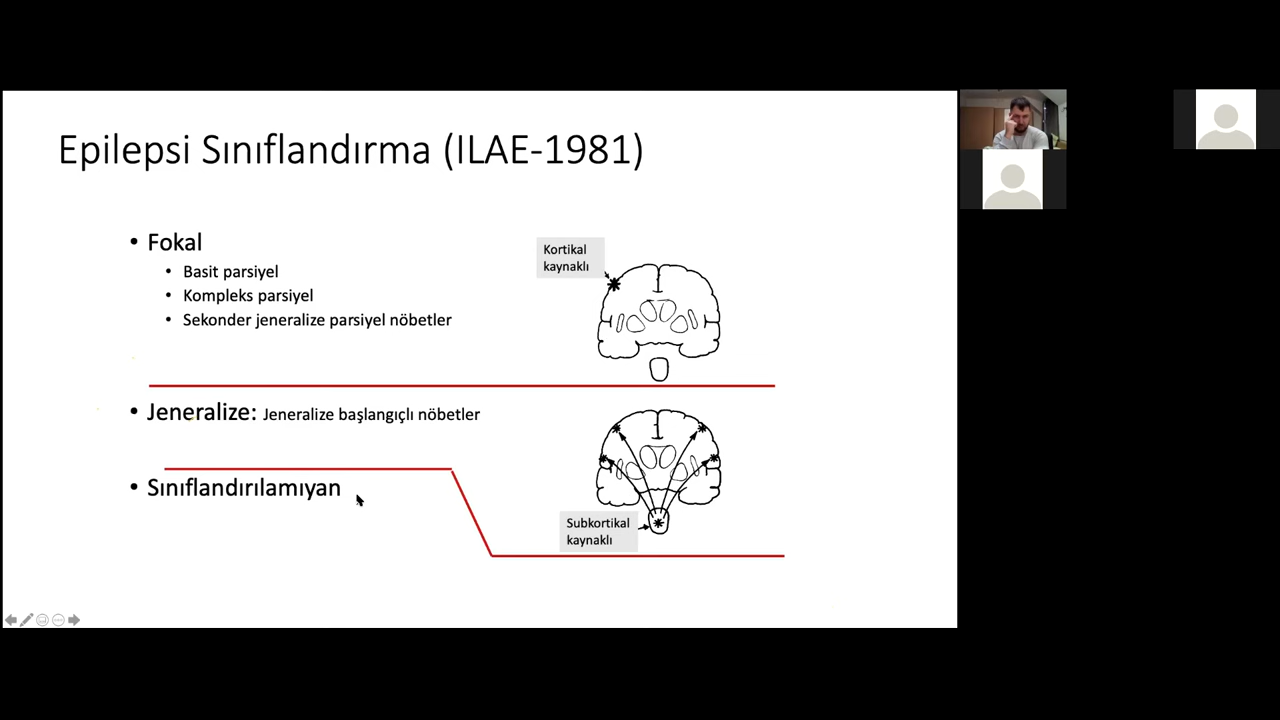 Epilepsi Sınıflandırma (ILAE-1981)
• Fokal
• Basit parsiyel
• Kompleks parsiyel
• Sekonder jeneralize parsiyel nöbetler
Kortikal
kaynaklı
• Jeneralize: Jeneralize başlangıçlı nöbetler
• Sınıflandırılamıyan
Subkortikal
kaynaklı